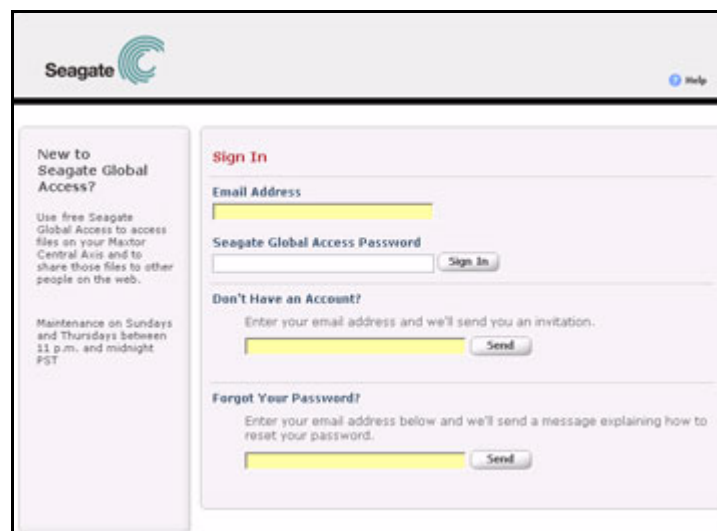 Seagate
Help
New to
Seagate Global
Access?
Use free Seagate
Global Access to access
files on your Maxtor
Central Axis and to
share those files to other
people on the web.
Maintenance on Sundays
and Thursdays between
11 p.m. and midnight
PST
Sign In
Email Address
Seagate Global Access Password
Sign In
Don't Have an Account?
Enter your email address and we'll send you an invitation.
Send
Forgot Your Password?
Enter your email address below and we'll send a message explaining how to
reset your password.
Send